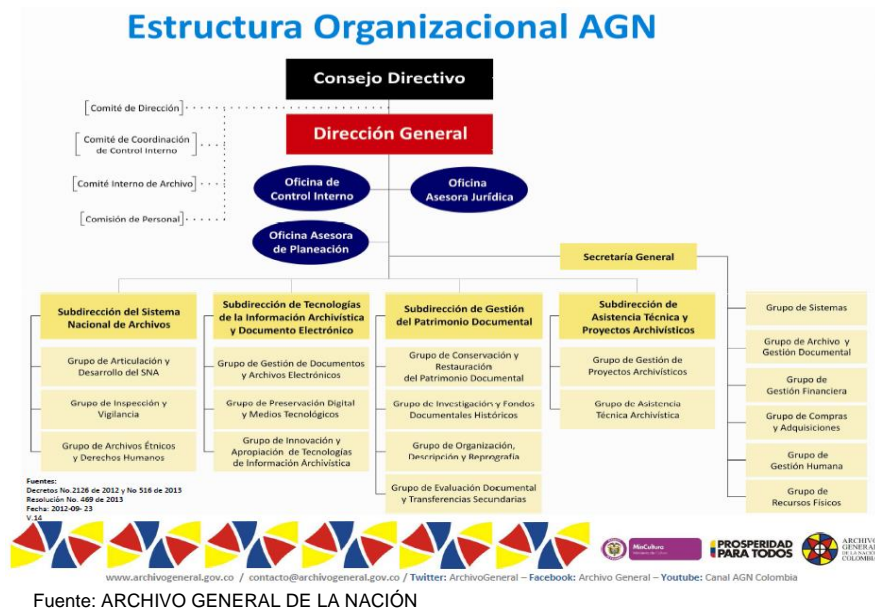 Estructura Organizacional AGN
Consejo Directivo
[Comité de Dirección]
Dirección General
[Comité de Coordinación
de Control Interno]
[Comité Interno de Archivo]
Oficina de
Control Interno
Oficina
Asesora Jurídica
[Comisión de Personal]
Oficina Asesora
de Planeación
Secretaría General
Subdirección del Sistema
Nacional de Archivos
Grupo de Articulación y
Desarrollo del SNA
Grupo de Inspección y
Vigilancia
Grupo de Archivos Étnicos
y Derechos Humanos
Subdirección de Tecnologías
de la Información Archivística
y Documento Electrónico
Grupo de Gestión de Documentos
y Archivos Electrónicos
Grupo de Preservación Digital
y Medios Tecnológicos
Grupo de Innovación y
Apropiación de Tecnologías
de Información Archivística
Subdirección de Gestión
del Patrimonio Documental
Grupo de Conservación y
Restauración
del Patrimonio Documental
Grupo de Investigación y Fondos
Documentales Históricos
Grupo de Organización,
Descripción y Reprografía
Grupo de Evaluación Documental
y Transferencias Secundarias
Subdirección de
Asistencia Técnica y
Proyectos Archivísticos
Grupo de Gestión de
Proyectos Archivísticos
Grupo de Asistencia
Técnica Archivística
Grupo de Sistemas
Grupo de Archivo y
Gestión Documental
Grupo de
Gestión Financiera
Grupo de Compras
y Adquisiciones
Grupo de
Gestión Humana
Grupo de
Recursos Físicos
Fuentes:
Decretos No.2126 de 2012 y No 516 de 2013
Resolución No. 469 de 2013
Fecha: 2012-09- 23
V.14
MinCultura
PROSPERIDAD
PARA TODOS
ARCHIVO
GENERAL
DE LA NACIÓN
COLOMBIA
www.archivogeneral.gov.co / contacto@archivogeneral.gov.co / Twitter: ArchivoGeneral – Facebook: Archivo General – Youtube: Canal AGN Colombia
Fuente: ARCHIVO GENERAL DE LA NACIÓN